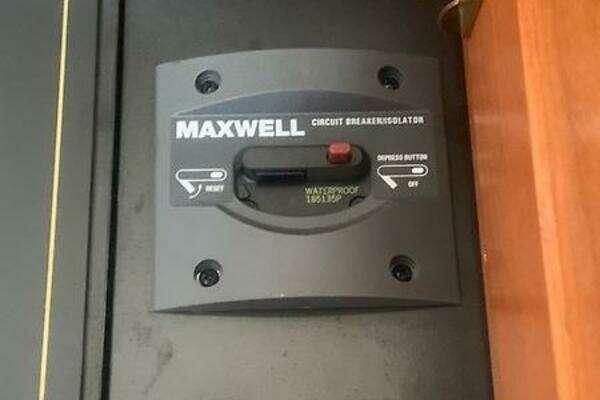 MAXWELL CIRCUIT BREAKER/ISOLATOR
DEPRESS BUTTON
RESET
OFF
WATERPROOF
185135P